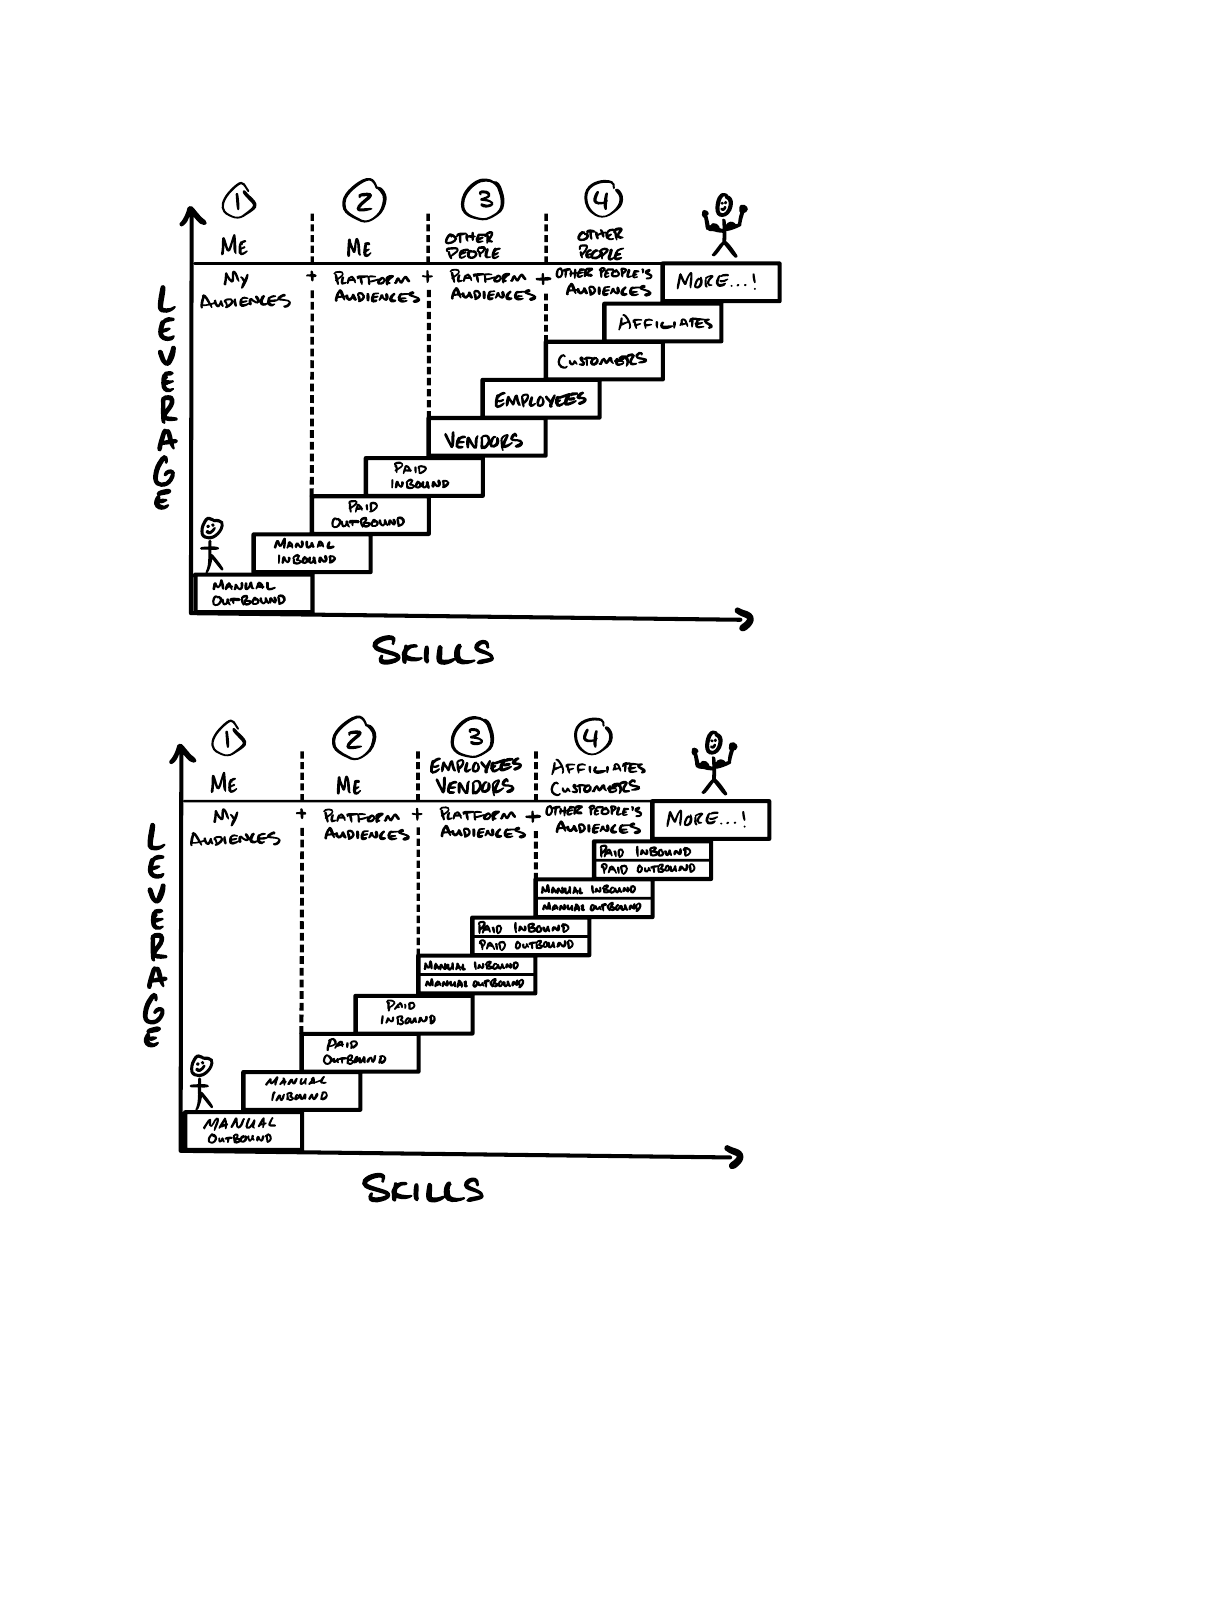 1 2 3 4
ME ME OTHER PEOPLE OTHER PEOPLE
MY AUDIENCES + PLATFORM AUDIENCES + PLATFORM AUDIENCES + OTHER PEOPLE'S AUDIENCES
MORE...!
AFFILIATES
CUSTOMERS
EMPLOYEES
VENDORS
PAID
INBOUND
PAID
OUTBOUND
MANUAL
INBOUND
MANUAL
OUTBOUND
LEVERAGE
SKILLS
1 2 3 4
ME ME EMPLOYEES VENDORS AFFILIATES CUSTOMERS
MY AUDIENCES + PLATFORM AUDIENCES + PLATFORM AUDIENCES + OTHER PEOPLE'S AUDIENCES
MORE...!
PAID INBOUND
PAID OUTBOUND
MANUAL INBOUND
MANUAL OUTBOUND
PAID INBOUND
PAID OUTBOUND
MANUAL INBOUND
MANUAL OUTBOUND
PAID
INBOUND
PAID
OUTBOUND
MANUAL
INBOUND
MANUAL
OUTBOUND
LEVERAGE
SKILLS